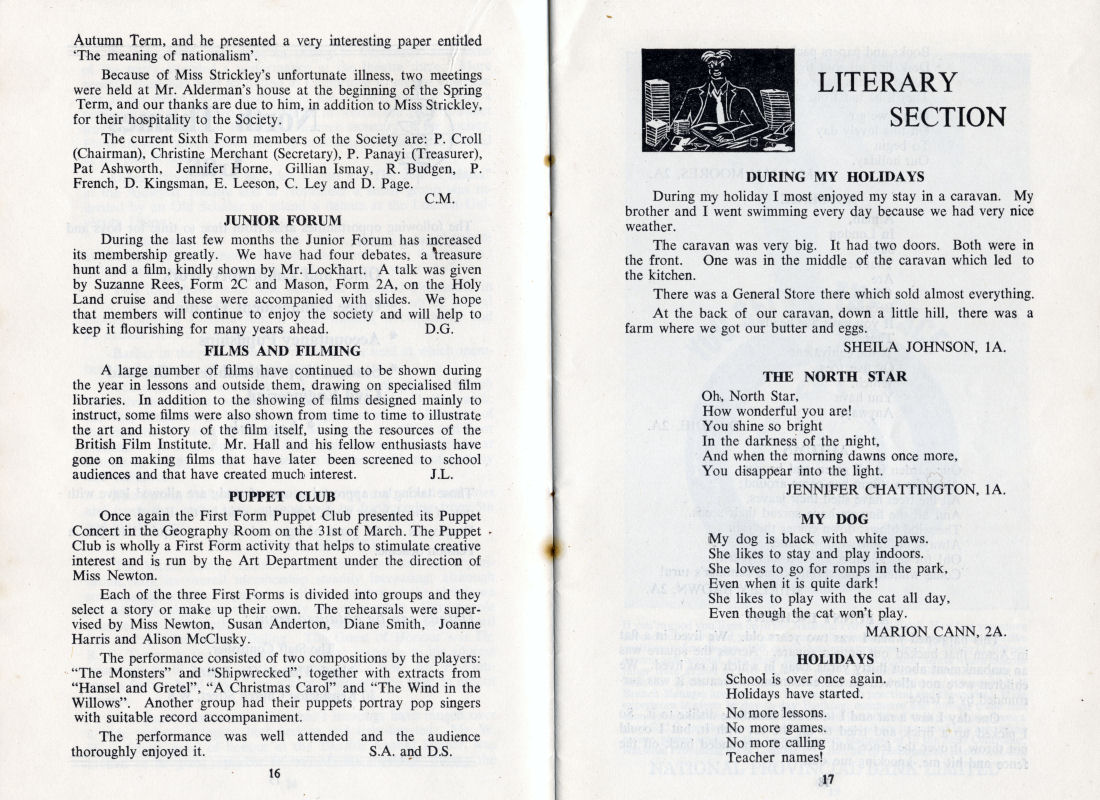 Autumn Term, and he presented a very interesting paper entitled
'The meaning of nationalism'.
Because of Miss Strickley's unfortunate illness, two meetings
were held at Mr. Alderman's house at the beginning of the Spring
Term, and our thanks are due to him, in addition to Miss Strickley,
for their hospitality to the Society.
The current Sixth Form members of the Society are: P. Croll
(Chairman), Christine Merchant (Secretary), P. Panayi (Treasurer),
Pat Ashworth, Jennifer Horne, Gillian Ismay, R. Budgen, P.
French, D. Kingsman, E. Leeson, C. Ley and D. Page.
C.M.
JUNIOR FORUM
During the last few months the Junior Forum has increased
its membership greatly. We have had four debates, a treasure
hunt and a film, kindly shown by Mr. Lockhart. A talk was given
by Suzanne Rees, Form 2C and Mason, Form 2A, on the Holy
Land cruise and these were accompanied with slides. We hope
that members will continue to enjoy the society and will help to
keep it flourishing for many years ahead. D.G.
FILMS AND FILMING
A large number of films have continued to be shown during
the year in lessons and outside them, drawing on specialised film
libraries. In addition to the showing of films designed mainly to
instruct, some films were also shown from time to time to illustrate
the art and history of the film itself, using the resources of the
British Film Institute. Mr. Hall and his fellow enthusiasts have
gone on making films that have later been screened to school
audiences and that have created much interest. J.L.
PUPPET CLUB
Once again the First Form Puppet Club presented its Puppet
Concert in the Geography Room on the 31st of March. The Puppet
Club is wholly a First Form activity that helps to stimulate creative
interest and is run by the Art Department under the direction of
Miss Newton.
Each of the three First Forms is divided into groups and they
select a story or make up their own. The rehearsals were super-
vised by Miss Newton, Susan Anderton, Diane Smith, Joanne
Harris and Alison McClusky.
The performance consisted of two compositions by the players:
"The Monsters" and "Shipwrecked", together with extracts from
"Hansel and Gretel", "A Christmas Carol" and "The Wind in the
Willows". Another group had their puppets portray pop singers
with suitable record accompaniment.
The performance was well attended and the audience
thoroughly enjoyed it. S.A. and D.S.
16
LITERARY
SECTION
DURING MY HOLIDAYS
During my holiday I most enjoyed my stay in a caravan. My
brother and I went swimming every day because we had very nice
weather.
The caravan was very big. It had two doors. Both were in
the front. One was in the middle of the caravan which led to
the kitchen.
There was a General Store there which sold almost everything.
At the back of our caravan, down a little hill, there was a
farm where we got our butter and eggs.
SHEILA JOHNSON, 1A.
THE NORTH STAR
Oh, North Star,
How wonderful you are!
You shine so bright
In the darkness of the night,
And when the morning dawns once more,
You disappear into the light.
JENNIFER CHATTINGTON, 1A.
MY DOG
My dog is black with white paws.
She likes to stay and play indoors.
She loves to go for romps in the park,
Even when it is quite dark!
She likes to play with the cat all day,
Even though the cat won't play.
MARION CANN, 2A.
HOLIDAYS
School is over once again.
Holidays have started.
No more lessons.
No more games.
No more calling
Teacher names!
17